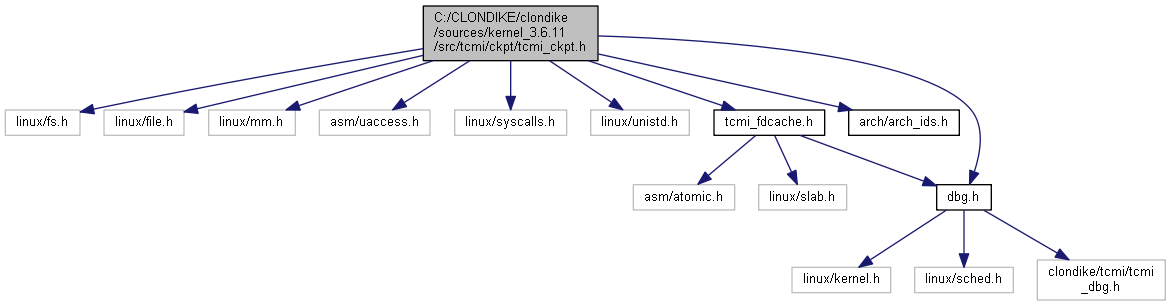 C:/CLONDIKE/clondike
/sources/kernel_3.6.11
/src/tcmi/ckpt/tcmi_ckpt.h
linux/fs.h
linux/file.h
linux/mm.h
asm/uaccess.h
linux/syscalls.h
linux/unistd.h
tcmi_fdcache.h
arch/arch_ids.h
asm/atomic.h
linux/slab.h
dbg.h
linux/kernel.h
linux/sched.h
clondike/tcmi/tcmi
_dbg.h